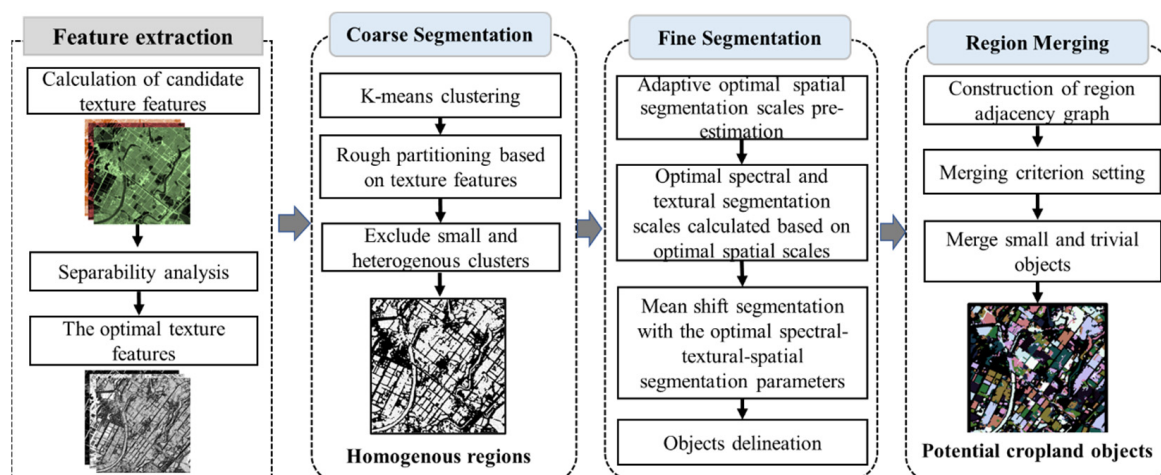 Feature extraction
Calculation of candidate
texture features
Separability analysis
The optimal texture
features
Coarse Segmentation
K-means clustering
Rough partitioning based
on texture features
Exclude small and
heterogenous clusters
Homogenous regions
Fine Segmentation
Adaptive optimal spatial
segmentation scales pre-
estimation
Optimal spectral and
textural segmentation
scales calculated based on
optimal spatial scales
Mean shift segmentation
with the optimal spectral-
textural-spatial
segmentation parameters
Objects delineation
Region Merging
Construction of region
adjacency graph
Merging criterion setting
Merge small and trivial
objects
Potential cropland objects